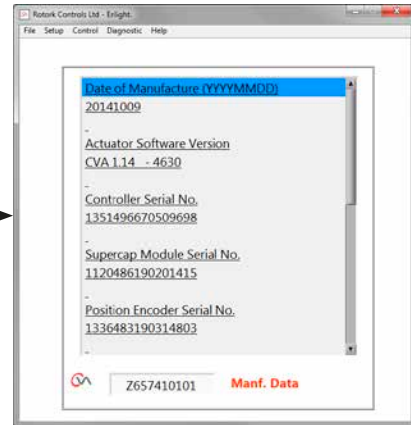 Rotork Controls Ltd - Enlight.
File Setup Control Diagnostic Help
Date of Manufacture (YYYYMMDD)
20141009
-
Actuator Software Version
CVA 1.14 - 4630
-
Controller Serial No.
1351496670509698
-
Supercap Module Serial No.
1120486190201415
-
Position Encoder Serial No.
1336483190314803
-
Z657410101 Manf. Data